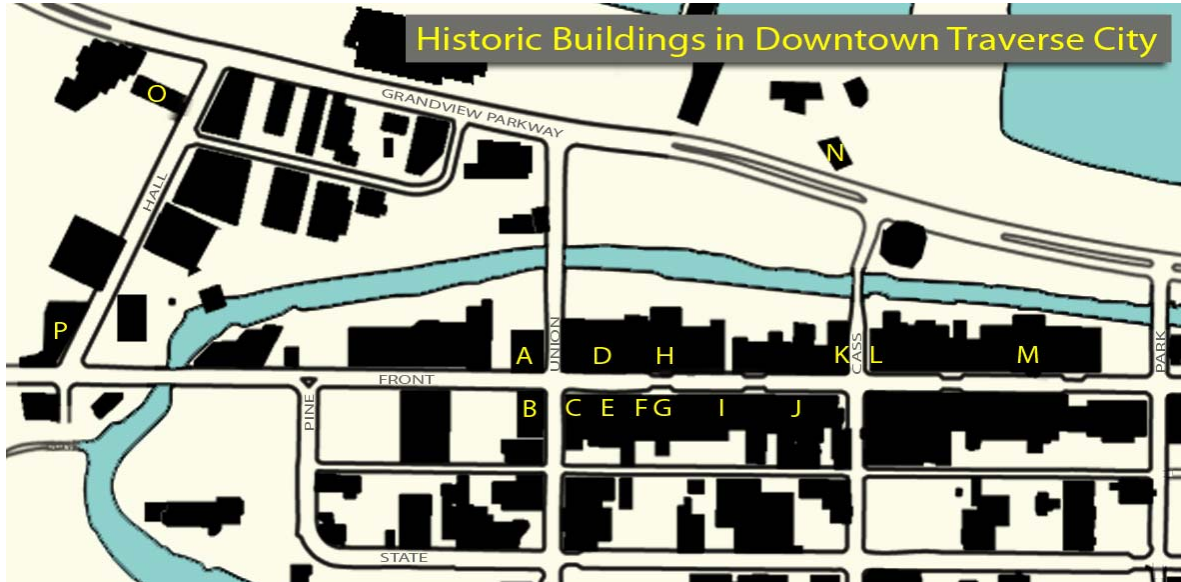 Historic Buildings in Downtown Traverse City
O
GRANDVIEW PARKWAY
N
HALL
P
A
UNION
D
H
K
CASS
L
M
PARK
FRONT
PINE
B
C
E
F
G
I
J
STATE